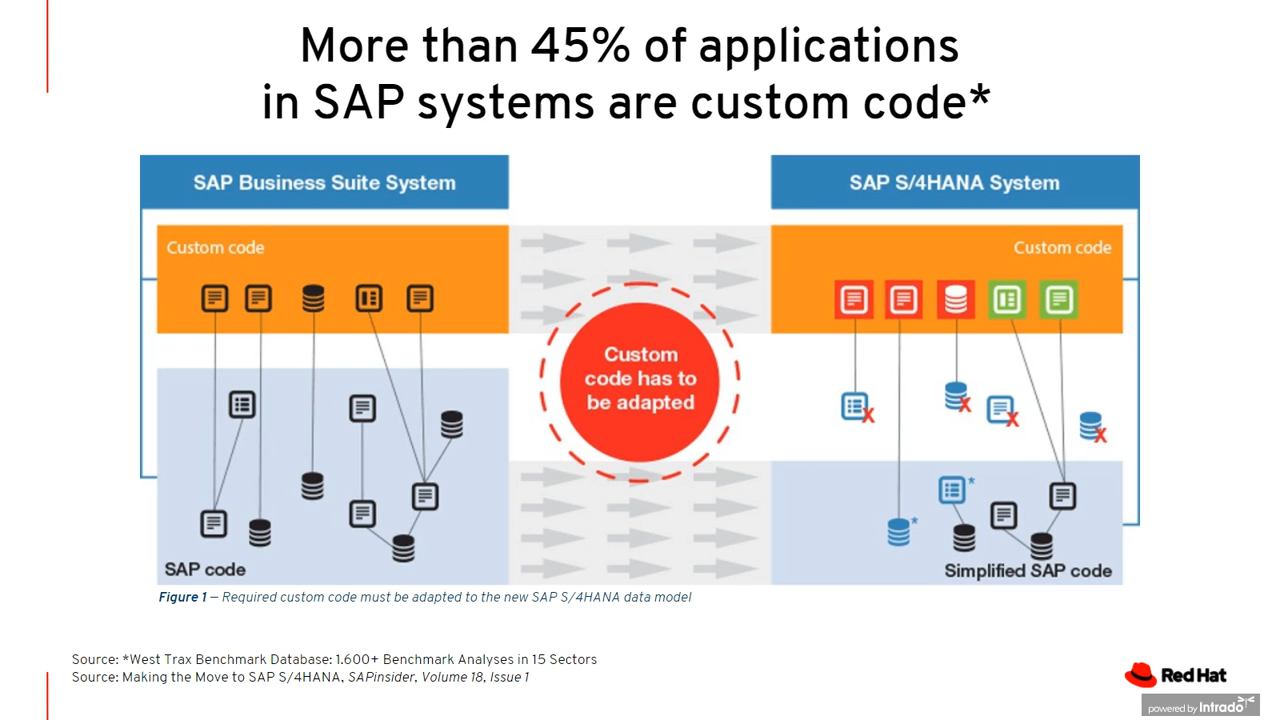 More than 45% of applications
in SAP systems are custom code*
SAP Business Suite System
SAP S/4HANA System
Custom code
Custom code
Custom
code has to
be adapted
X
X
X
X
*
*
SAP code
Simplified SAP code
Figure 1 – Required custom code must be adapted to the new SAP S/4HANA data model
Source: *West Trax Benchmark Database: 1.600+ Benchmark Analyses in 15 Sectors
Source: Making the Move to SAP S/4HANA, SAPinsider, Volume 18, Issue 1
Red Hat
powered by Intrado